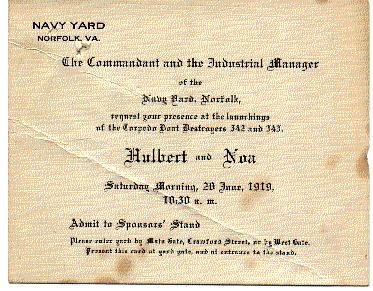 NAVY YARD
NORFOLK, VA.
The Commandant and the Industrial Manager
of the
Navy Yard, Norfolk,
request your presence at the launchings
of the Torpedo Boat Destroyers 342 and 343.
Hulbert and Noa
Saturday Morning, 28 June, 1919.
10:30 a. m.
Admit to Sponsors' Stand
Please enter yard by Main Gate, Crawford Street, or by West Gate.
Present this card at yard gate, and at entrance to the stand.